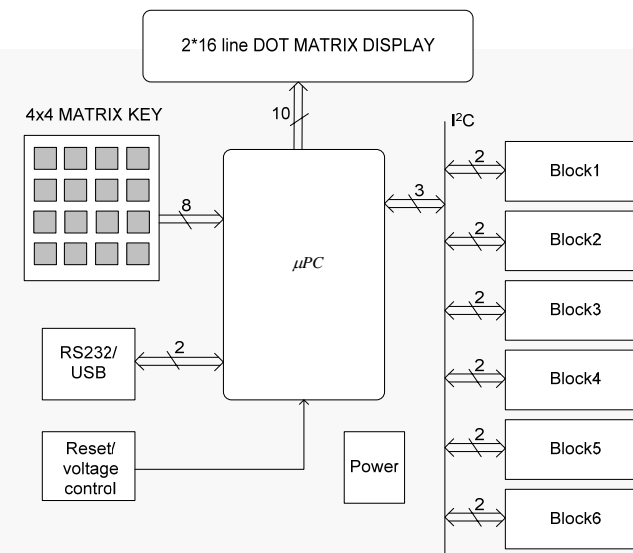 2*16 line DOT MATRIX DISPLAY
4x4 MATRIX KEY
10
I²C
2
Block1
8
3
2
Block2
μPC
2
Block3
RS232/
USB
2
2
Block4
Reset/
voltage
control
Power
2
Block5
2
Block6